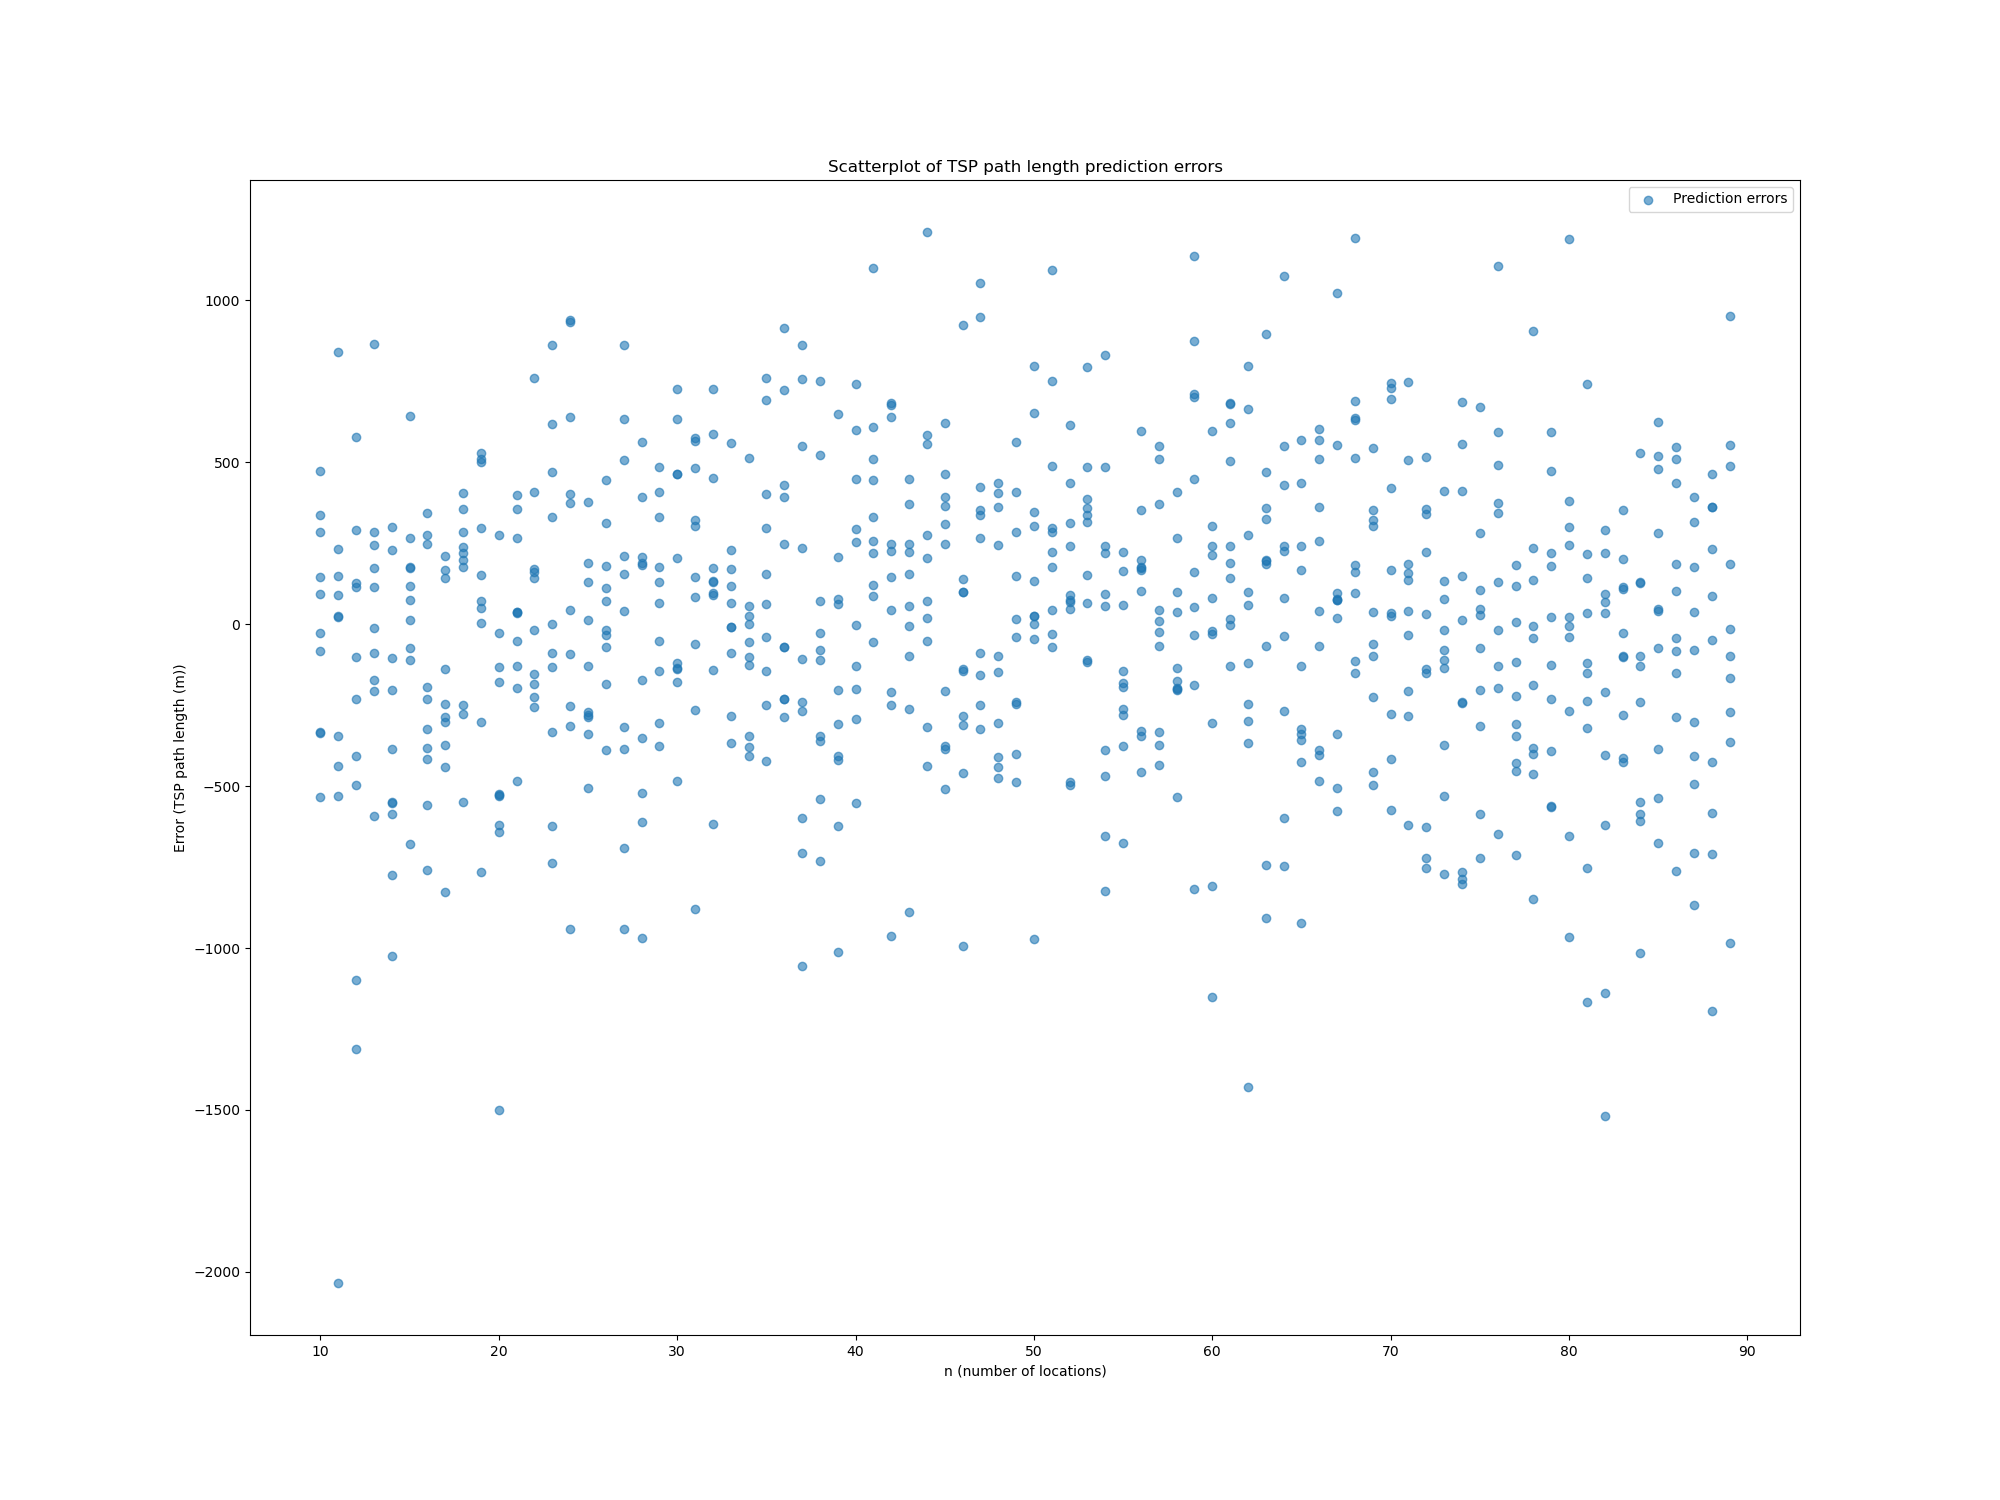 Scatterplot of TSP path length prediction errors
Prediction errors
1000
500
0
−500
−1000
−1500
−2000
Error (TSP path length (m))
10 20 30 40 50 60 70 80 90
n (number of locations)